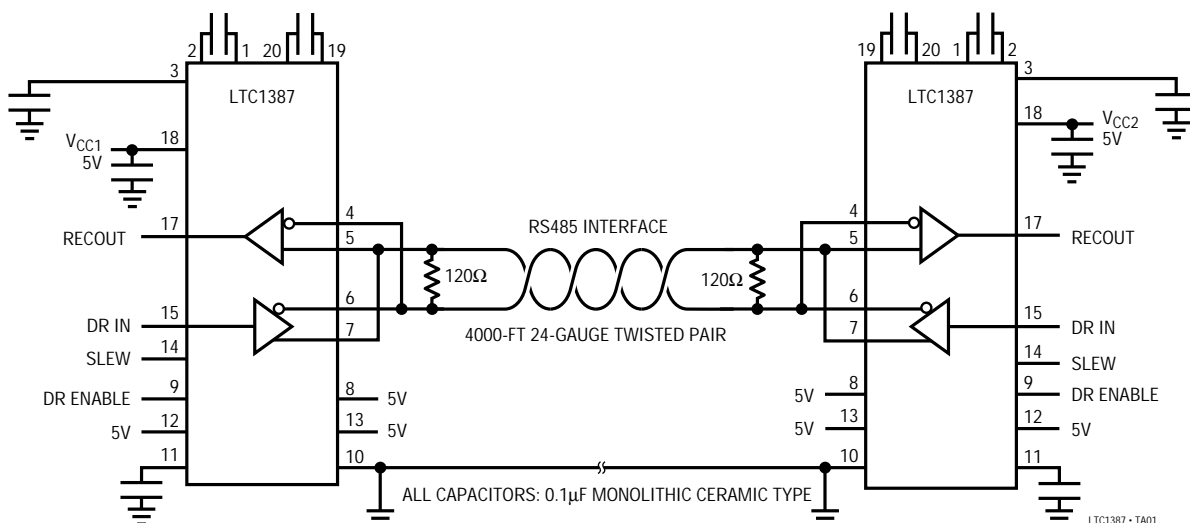 2 1 20 19
19 20 1 2
3
LTC1387
LTC1387
3
VCC1
5V
18
18
VCC2
5V
RECOUT
17
4
5
RS485 INTERFACE
4
5
17
RECOUT
120Ω
120Ω
DR IN
15
6
7
4000-FT 24-GAUGE TWISTED PAIR
6
7
15
DR IN
SLEW
14
14
SLEW
DR ENABLE
9
8
5V
5V
8
9
DR ENABLE
5V
12
13
5V
5V
13
12
5V
11
10
10
11
ALL CAPACITORS: 0.1µF MONOLITHIC CERAMIC TYPE
LTC1387 • TA01